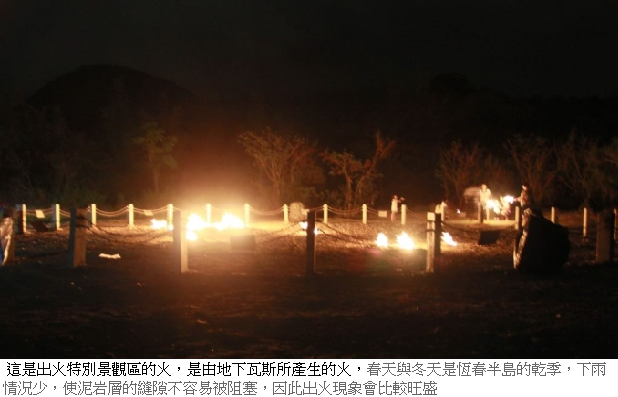 這是出火特別景觀區的火，是由地下瓦斯所產生的火，春天與冬天是恆春半島的乾季，下雨
情況少，使泥岩層的縫隙不容易被阻塞，因此出火現象會比較旺盛